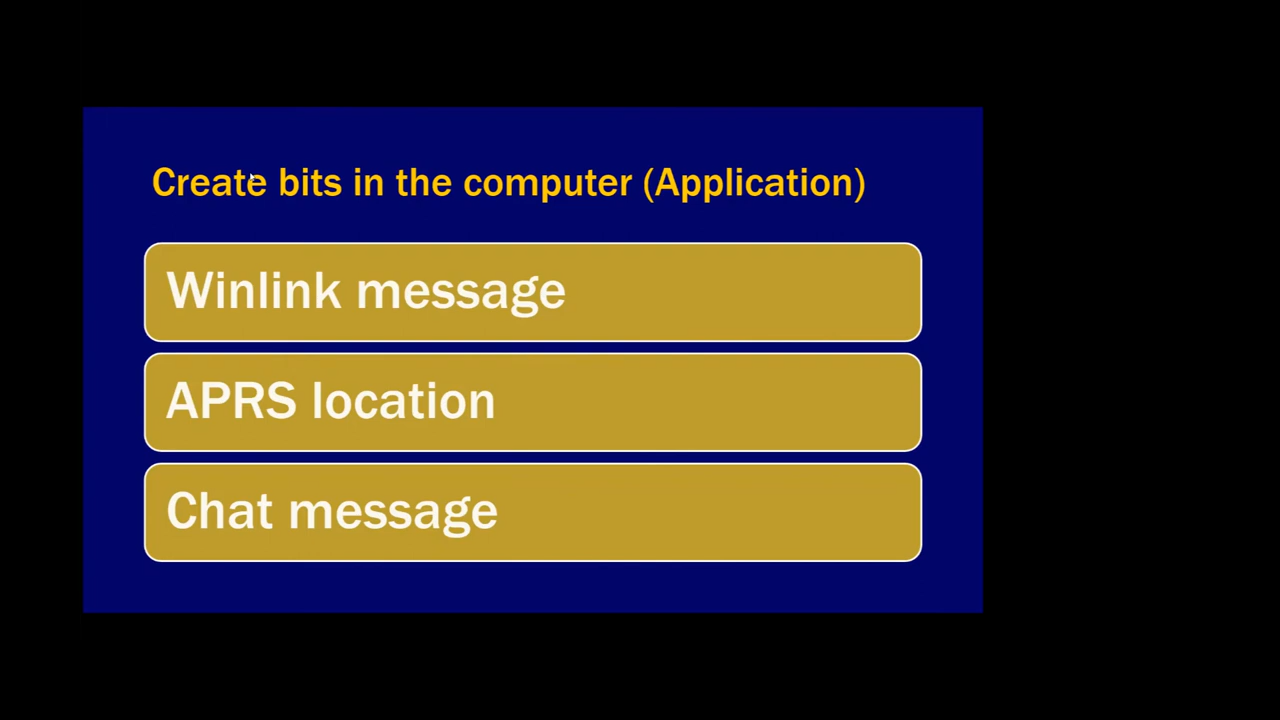 Create bits in the computer (Application)
Winlink message
APRS location
Chat message